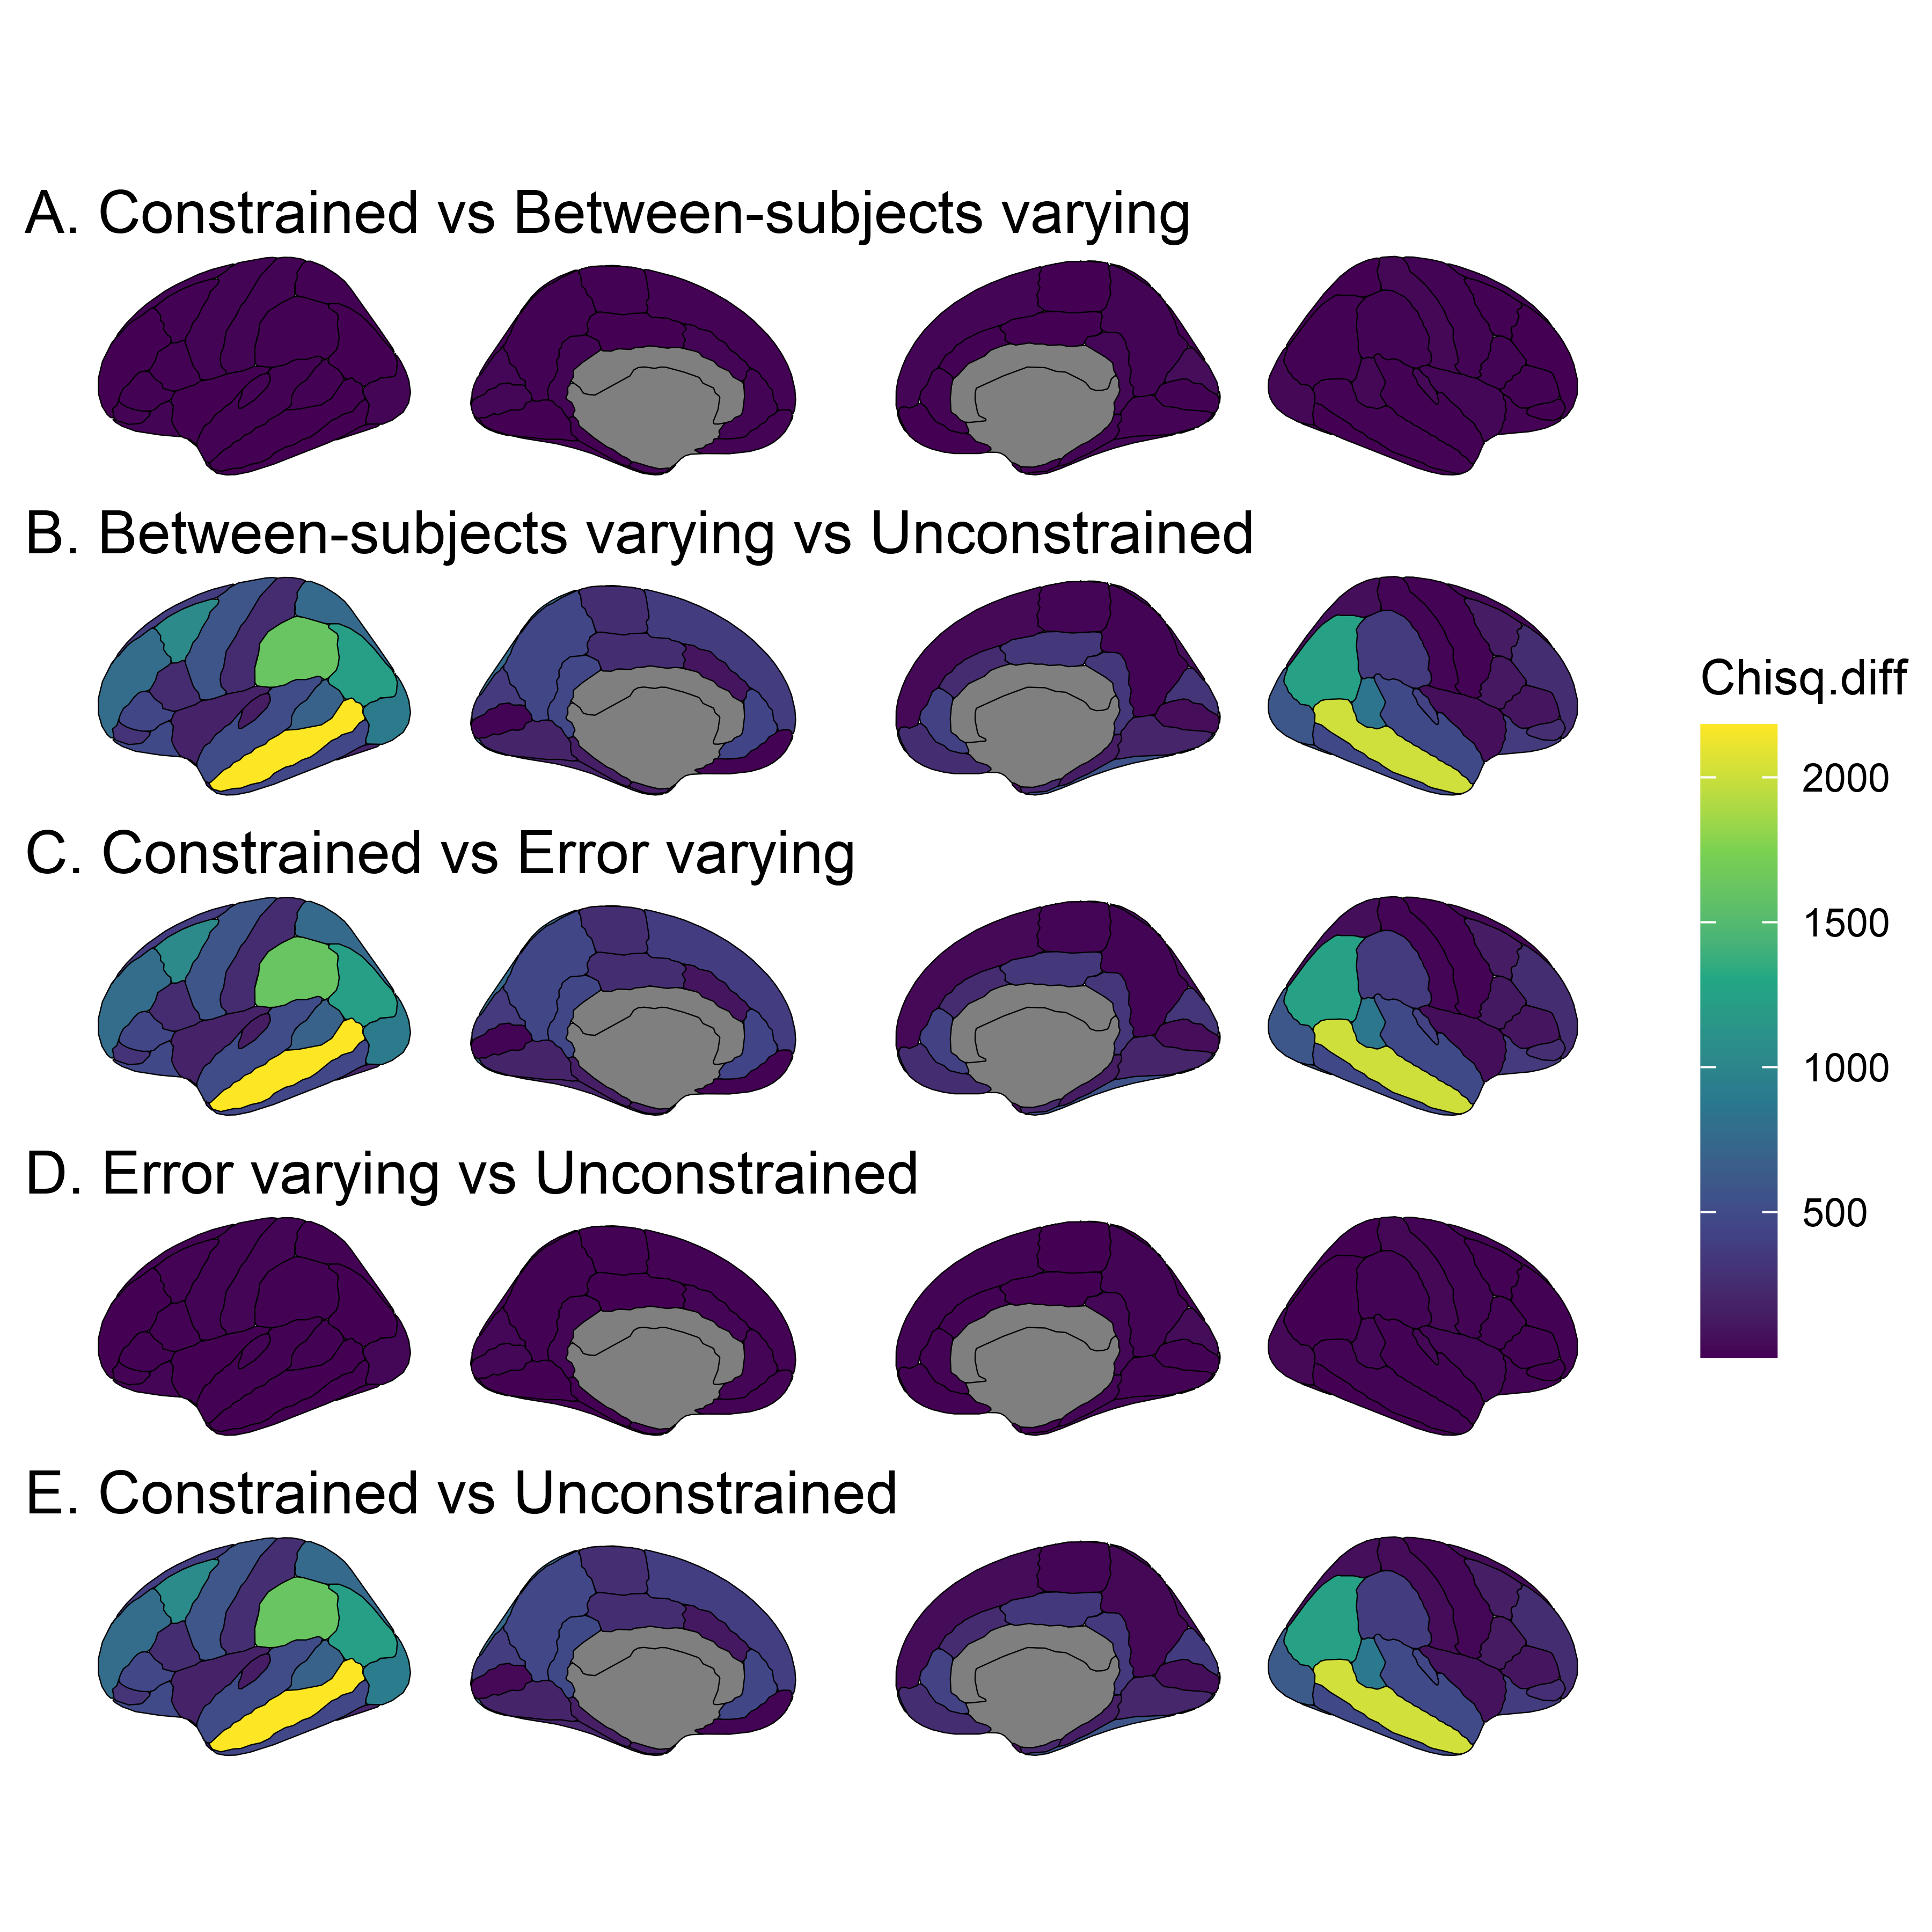 A. Constrained vs Between-subjects varying
B. Between-subjects varying vs Unconstrained
C. Constrained vs Error varying
D. Error varying vs Unconstrained
E. Constrained vs Unconstrained
Chisq.diff
2000
1500
1000
500